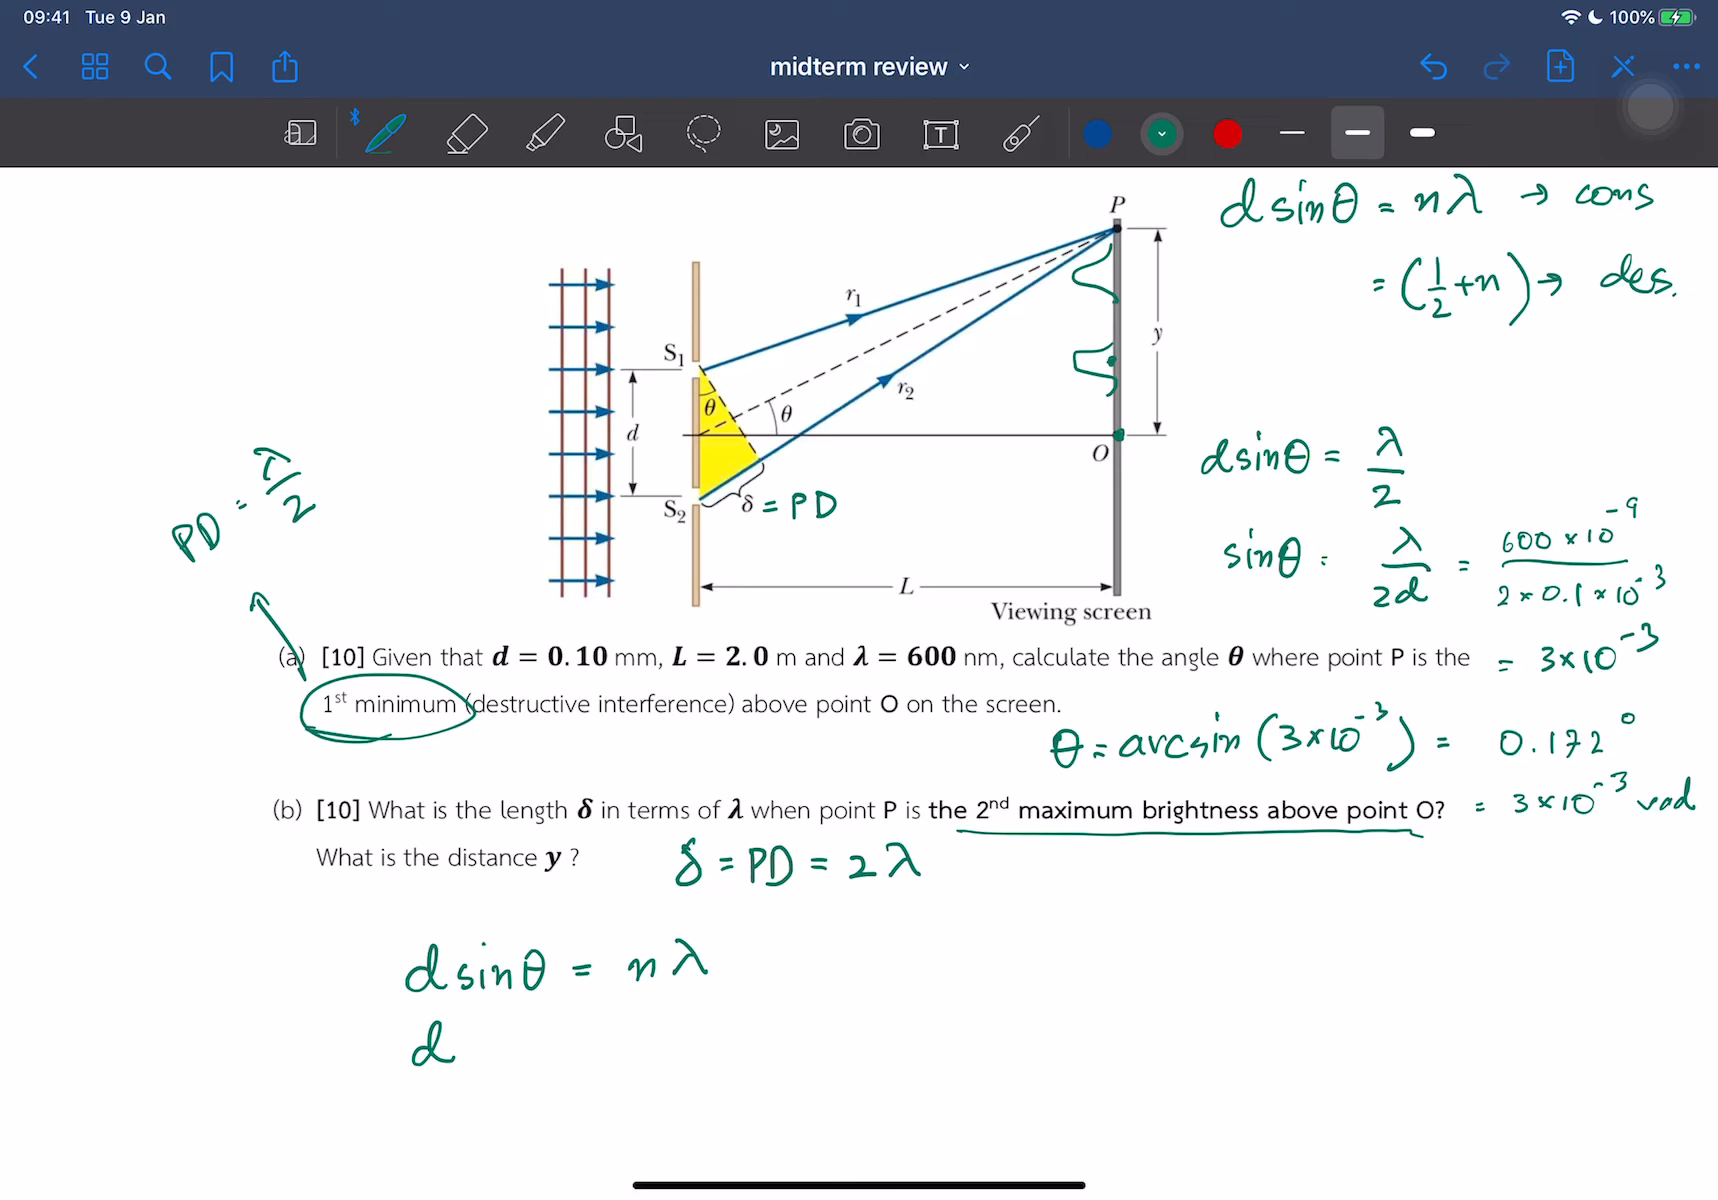 09:41 Tue 9 Jan 100%
midterm review
T
P
r1
y
S1
θ
θ
r2
d
O
S2
δ = PD
L
Viewing screen
d sinθ = nλ → cons
= (1/2 + n) → des.
PD = λ/2
dsinθ = λ/2
sinθ = λ/2d = 600 × 10⁻⁹ / 2 × 0.1 × 10⁻³
= 3×10⁻³
(a) [10] Given that d = 0.10 mm, L = 2.0 m and λ = 600 nm, calculate the angle θ where point P is the
1st minimum (destructive interference) above point O on the screen.
θ = arcsin (3×10⁻³) = 0.172°
= 3×10⁻³ rad
(b) [10] What is the length δ in terms of λ when point P is the 2nd maximum brightness above point O?
What is the distance y ?
δ = PD = 2λ
d sinθ = nλ
d